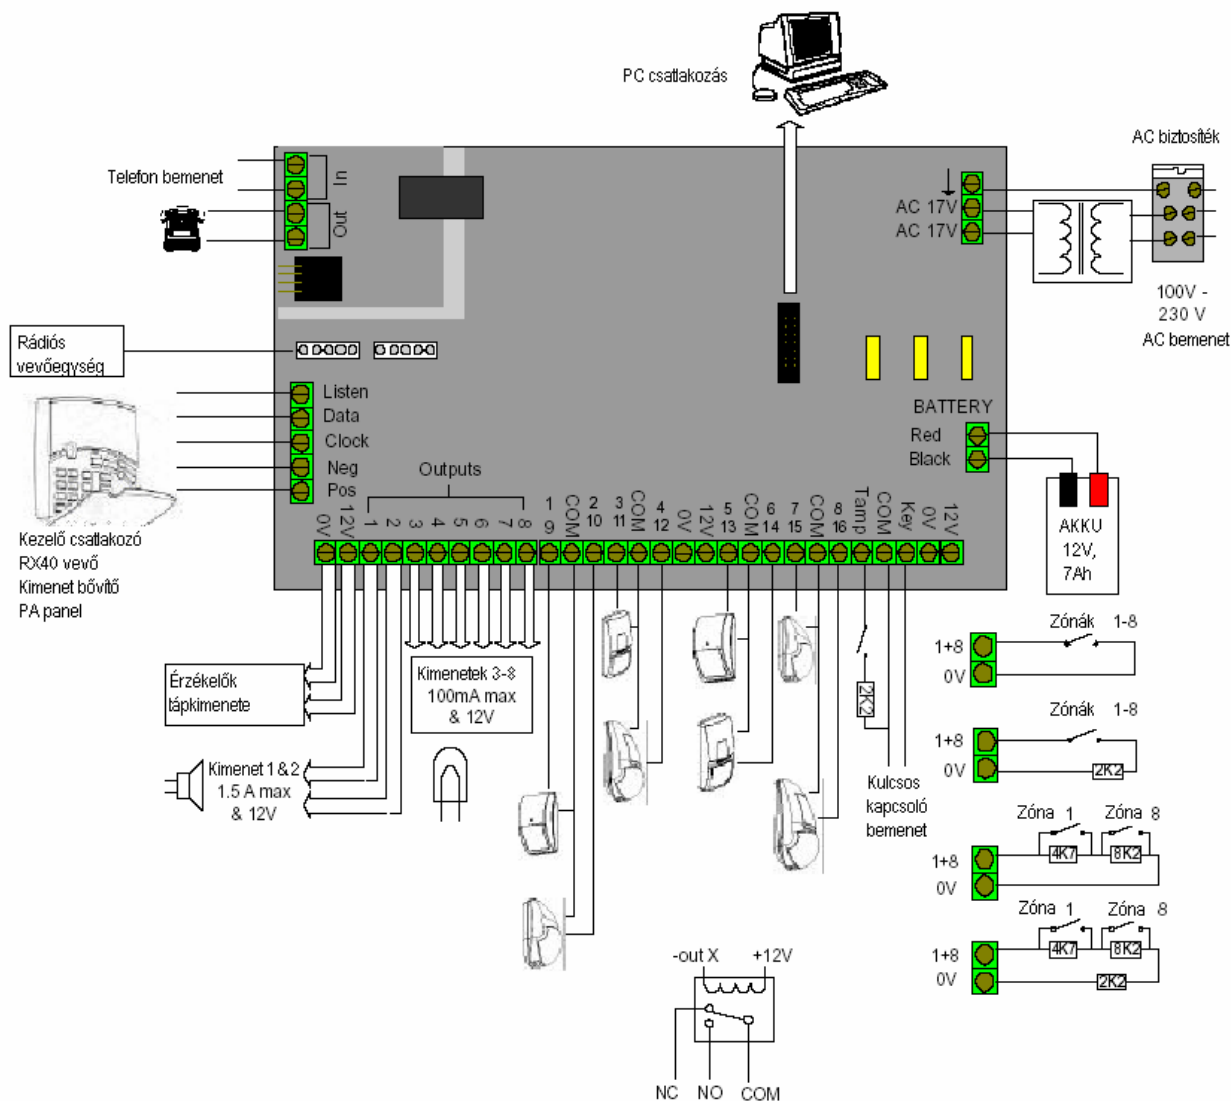 PC csatlakozás
AC biztosíték
Telefon bemenet
In
Out
AC 17V
AC 17V
100V -
230 V
AC bemenet
Rádiós
vevőegység
Listen
Data
Clock
Neg
Pos
BATTERY
Red
Black
AKKU
12V,
7Ah
Kezelő csatlakozó
RX40 vevő
Kimenet bővítő
PA panel
Outputs
0V 12V 1 2 3 4 5 6 7 8 1 9 COM 2 10 3 11 COM 4 12 0V 12V 5 13 COM 6 14 7 15 COM 8 16 Tamp COM Key 0V 12V
Érzékelők
tápkimenete
Kimenet 1&2
1.5 A max
& 12V
Kimenetek 3-8
100mA max
& 12V
2K2
Kulcsos
kapcsoló
bemenet
Zónák 1-8
1+8
0V
Zónák 1-8
1+8
0V
2K2
Zóna 1 Zóna 8
4K7 8K2
1+8
0V
Zóna 1 Zóna 8
4K7 8K2
1+8
0V
2K2
-out X +12V
NC NO COM